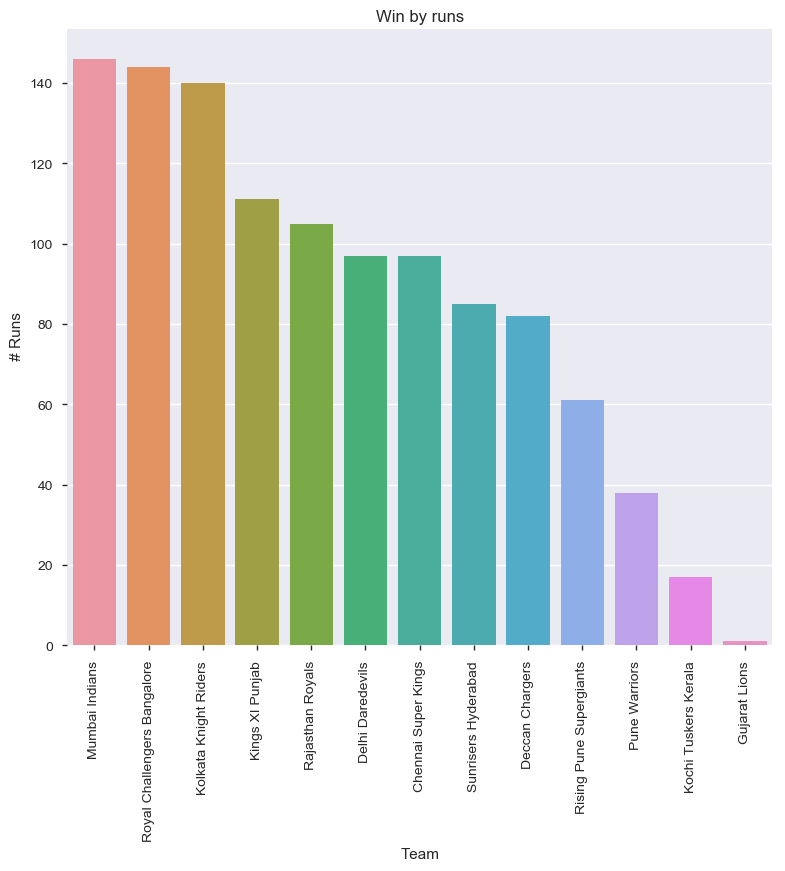 Win by runs
# Runs
140
120
100
80
60
40
20
0
Mumbai Indians
Royal Challengers Bangalore
Kolkata Knight Riders
Kings XI Punjab
Rajasthan Royals
Delhi Daredevils
Chennai Super Kings
Sunrisers Hyderabad
Deccan Chargers
Rising Pune Supergiants
Pune Warriors
Kochi Tuskers Kerala
Gujarat Lions
Team